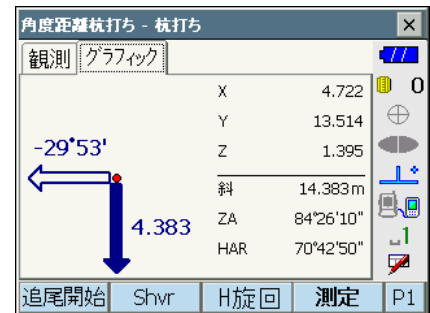 角度距離杭打ち - 杭打ち
観測 グラフィック
X 4.722
Y 13.514
Z 1.395
斜 14.383m
ZA 84°26'10"
HAR 70°42'50"
-29°53'
4.383
0
1
追尾開始 Shvr H旋回 測定 P1